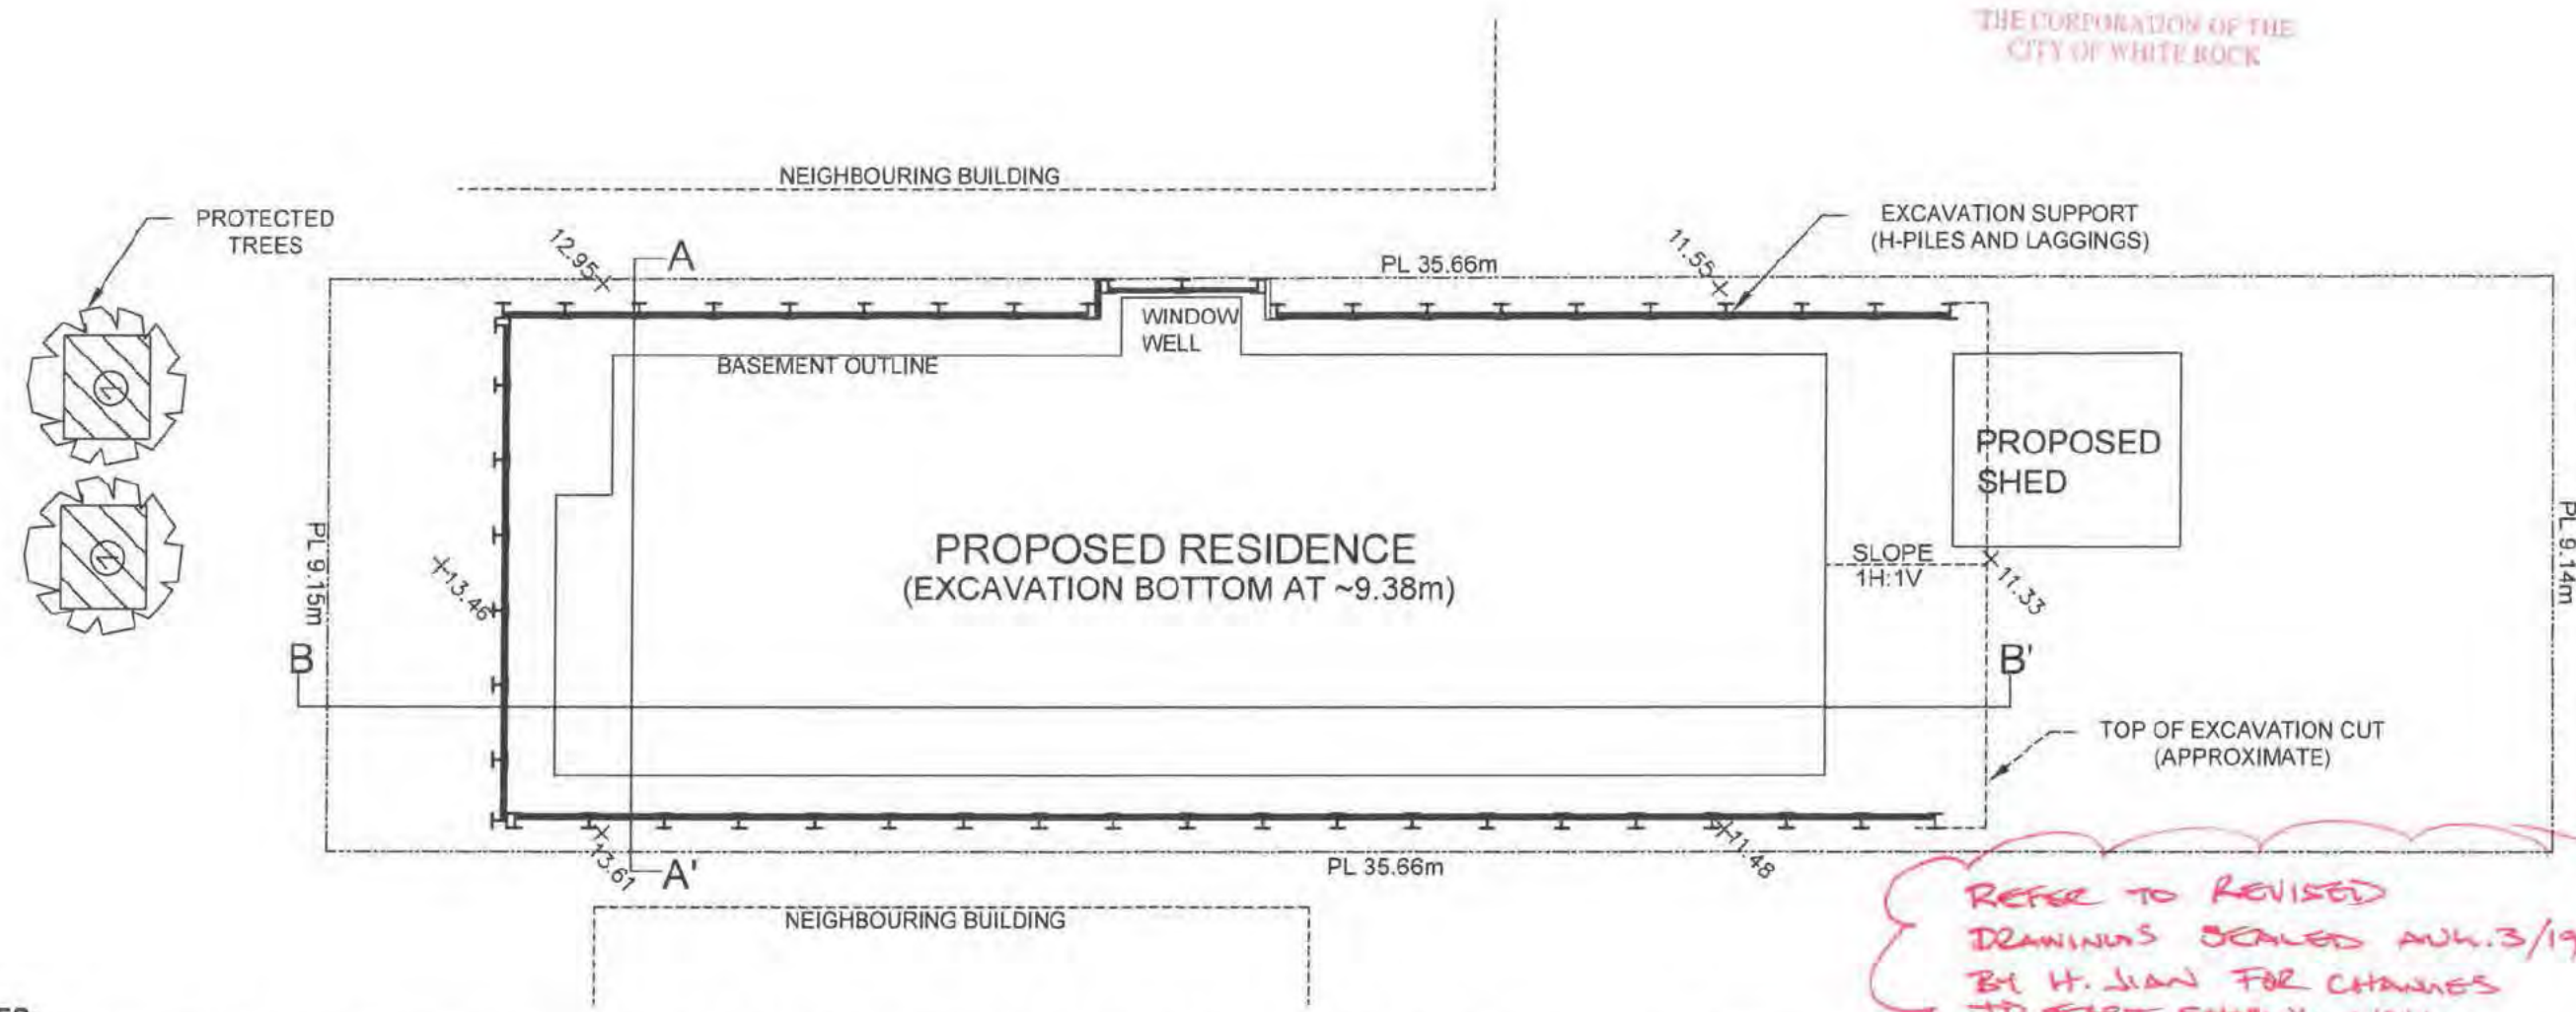 THE CORPORATION OF THE
CITY OF WHITE ROCK
NEIGHBOURING BUILDING
PROTECTED
TREES
EXCAVATION SUPPORT
(H-PILES AND LAGGINGS)
12.95
A
PL 35.66m
11.55
WINDOW
WELL
BASEMENT OUTLINE
PROPOSED
SHED
PL 9.15m
13.46
PROPOSED RESIDENCE
(EXCAVATION BOTTOM AT ~9.38m)
SLOPE
1H:1V
11.33
PL 9.14m
B
B'
TOP OF EXCAVATION CUT
(APPROXIMATE)
13.61
A'
PL 35.66m
11.48
NEIGHBOURING BUILDING
REFER TO REVISED
DRAWINGS SEALED AUG. 3/19
BY H. JIAN FOR CHANGES